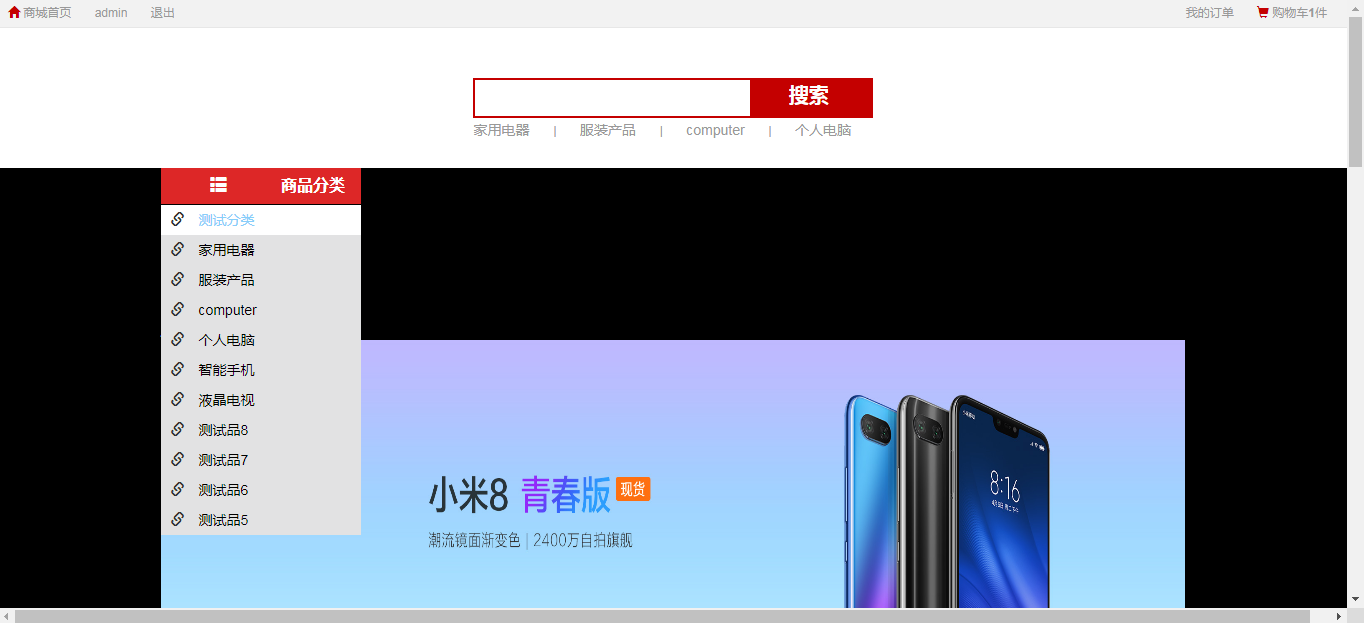 商城首页 admin 退出 我的订单 购物车1件
搜索
家用电器 | 服装产品 | computer | 个人电脑
商品分类
测试分类
家用电器
服装产品
computer
个人电脑
智能手机
液晶电视
测试品8
测试品7
测试品6
测试品5
小米8 青春版 现货
潮流镜面渐变色 | 2400万自拍旗舰
8:16